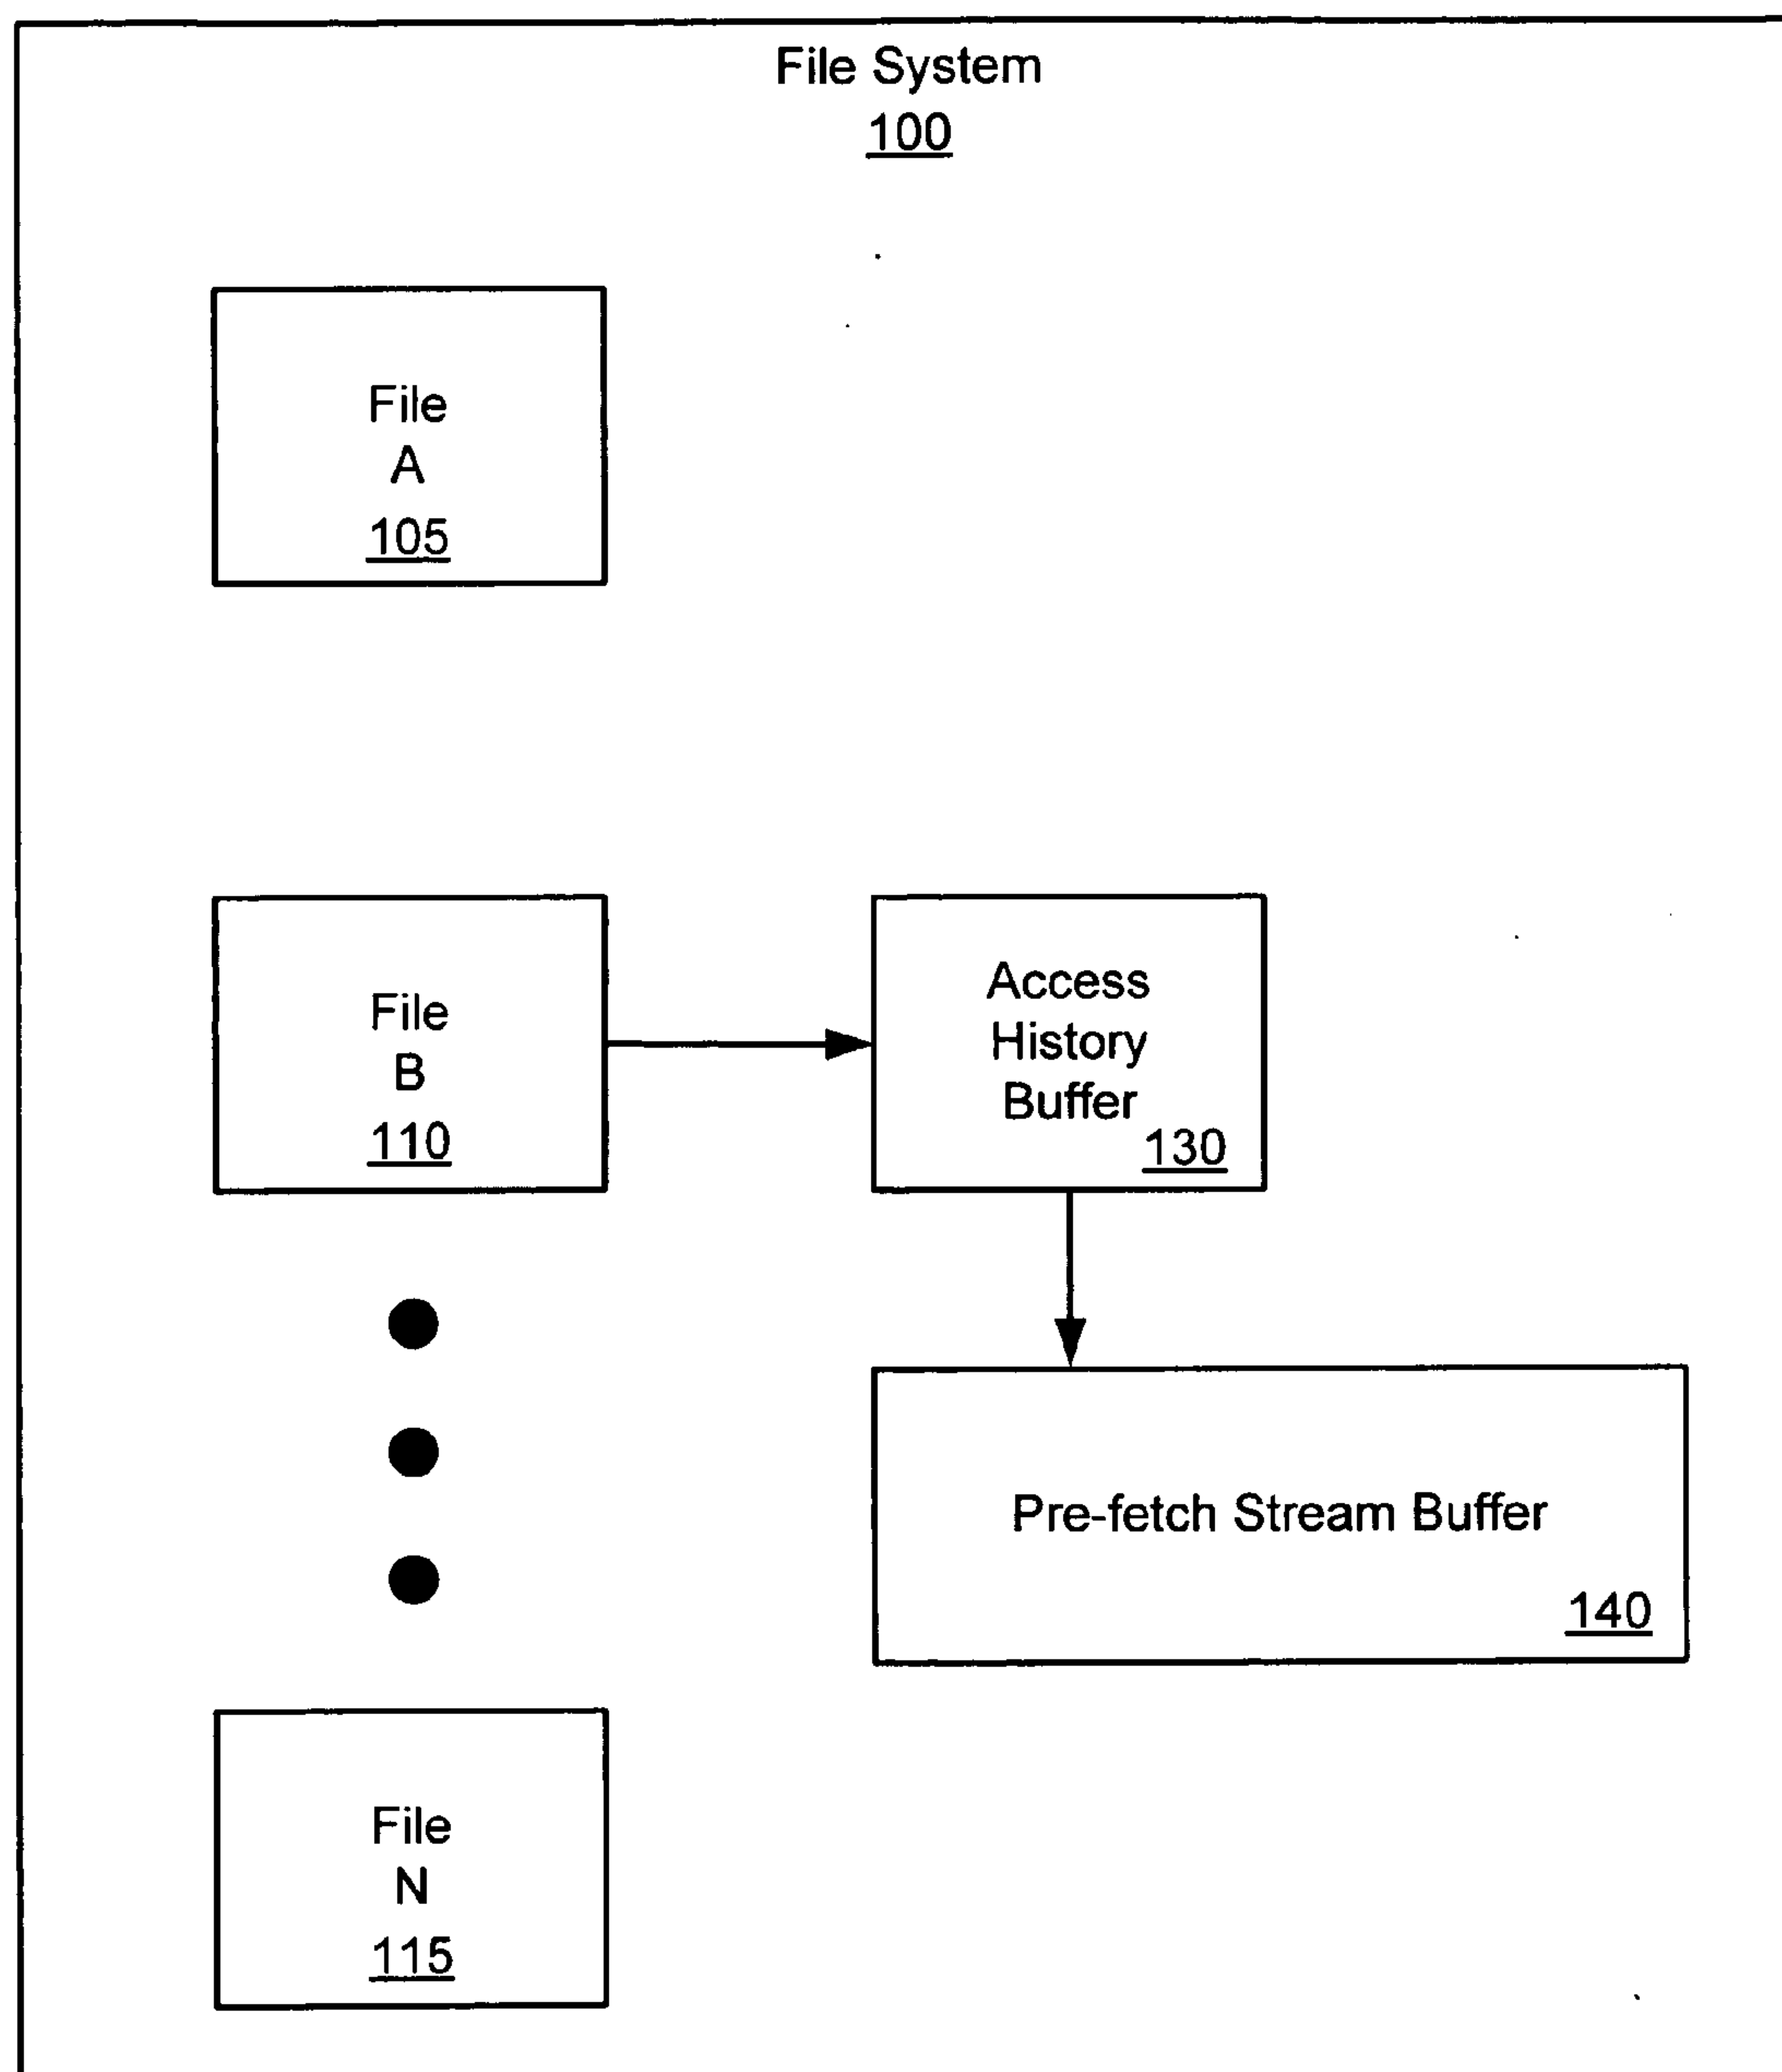 File System
100
File
A
105
File
B
110
Access
History
Buffer
130
Pre-fetch Stream Buffer
140
File
N
115